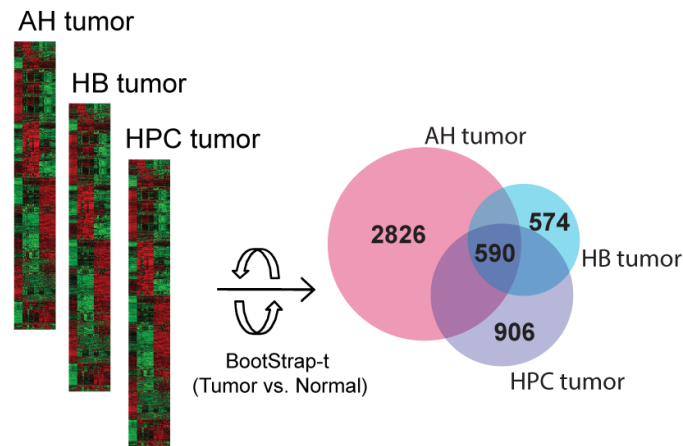 AH tumor
HB tumor
HPC tumor
BootStrap-t
(Tumor vs. Normal)
AH tumor
2826
574
590
HB tumor
906
HPC tumor